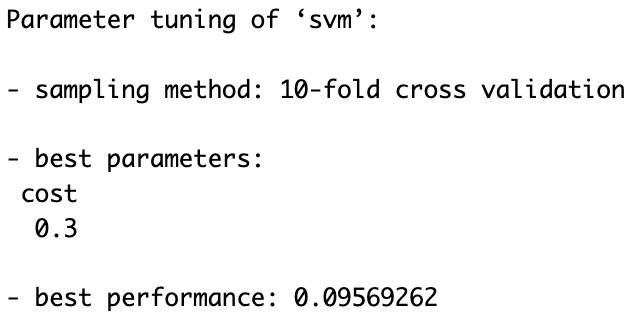 Parameter tuning of ‘svm’:
- sampling method: 10-fold cross validation
- best parameters:
cost
0.3
- best performance: 0.09569262